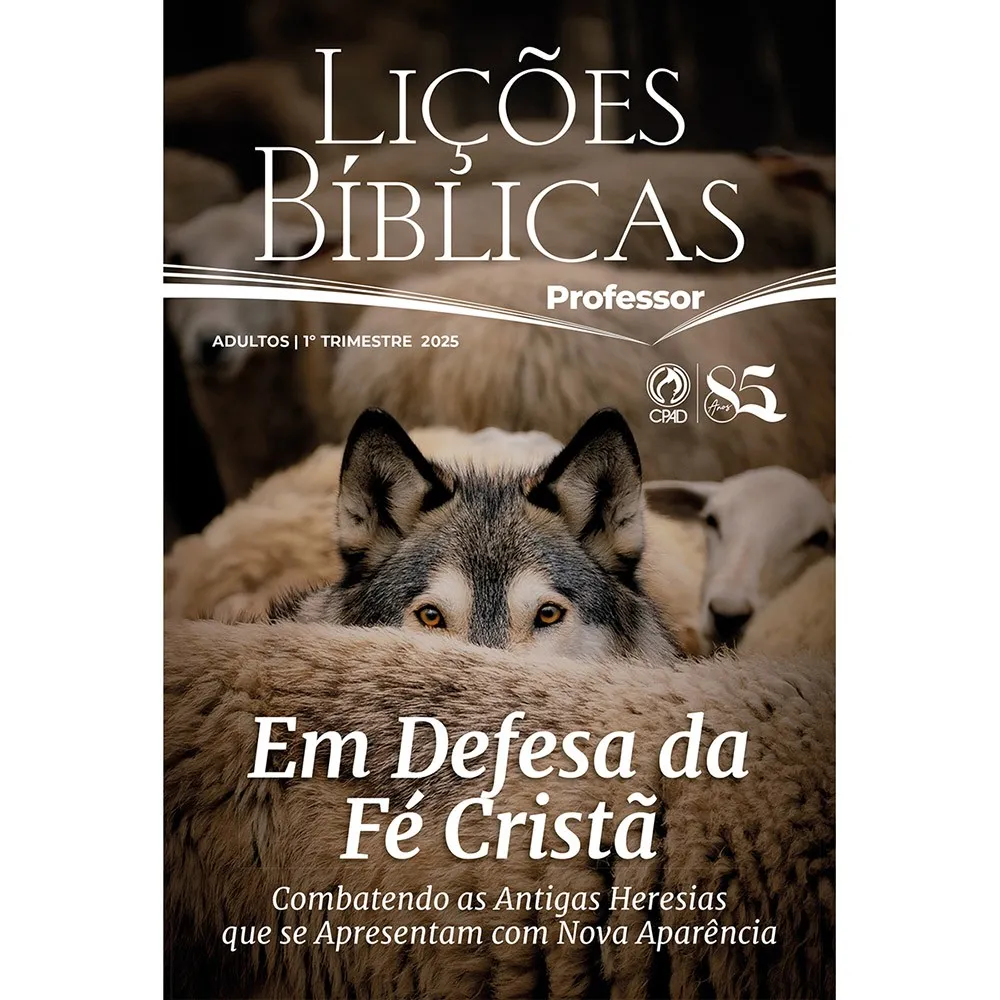 LIÇÕES
BÍBLICAS
Professor
ADULTOS | 1º TRIMESTRE 2025
CPAD
85
Anos
Em Defesa da
Fé Cristã
Combatendo as Antigas Heresias
que se Apresentam com Nova Aparência